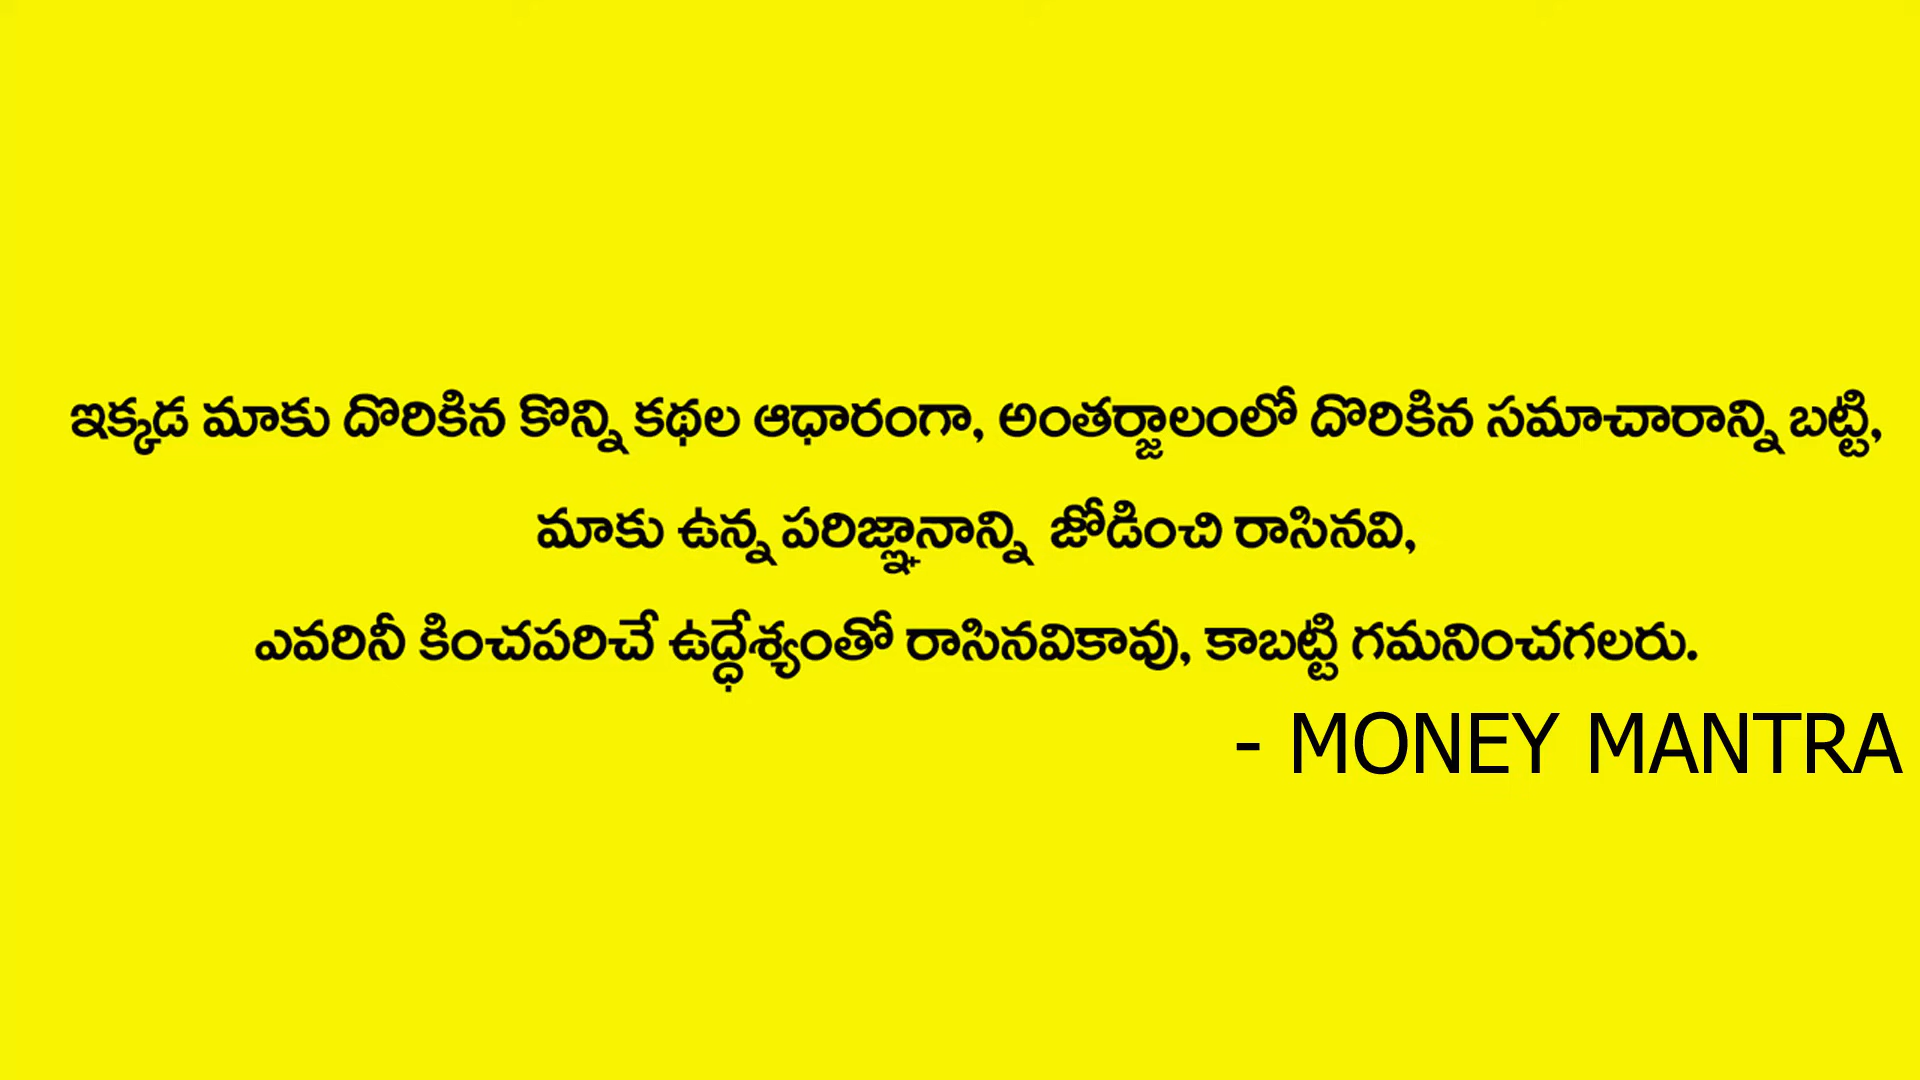 ఇక్కడ మాకు దొరికిన కొన్ని కథల ఆధారంగా, అంతర్జాలంలో దొరికిన సమాచారాన్ని బట్టి,
మాకు ఉన్న పరిజ్ఞానాన్ని జోడించి రాసినవి,
ఎవరినీ కించపరిచే ఉద్ధేశ్యంతో రాసినవికావు, కాబట్టి గమనించగలరు.
- MONEY MANTRA